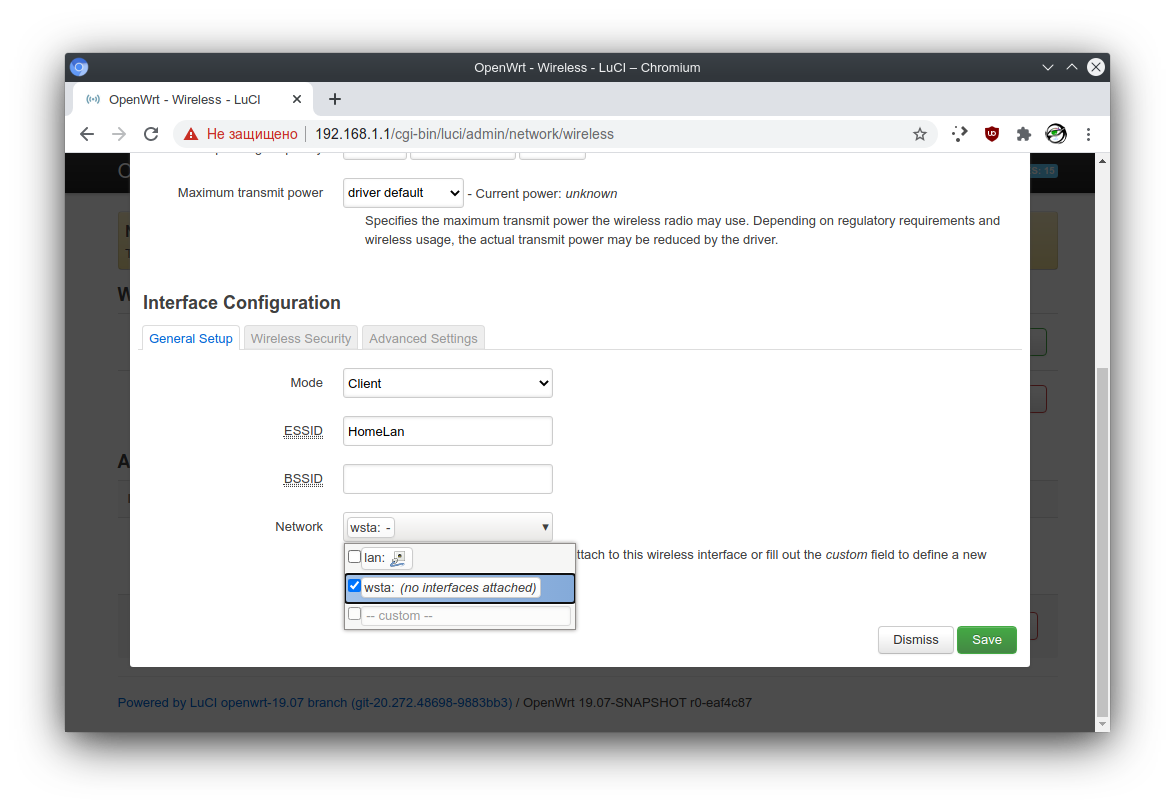 OpenWrt - Wireless - LuCI – Chromium
OpenWrt - Wireless - LuCI
Не защищено 192.168.1.1/cgi-bin/luci/admin/network/wireless
Maximum transmit power driver default - Current power: unknown
Specifies the maximum transmit power the wireless radio may use. Depending on regulatory requirements and
wireless usage, the actual transmit power may be reduced by the driver.
Interface Configuration
General Setup Wireless Security Advanced Settings
Mode Client
ESSID HomeLan
BSSID
Network wsta: -
ttach to this wireless interface or fill out the custom field to define a new
lan:
wsta: (no interfaces attached)
-- custom --
Dismiss Save
Powered by LuCI openwrt-19.07 branch (git-20.272.48698-9883bb3) / OpenWrt 19.07-SNAPSHOT r0-eaf4c87